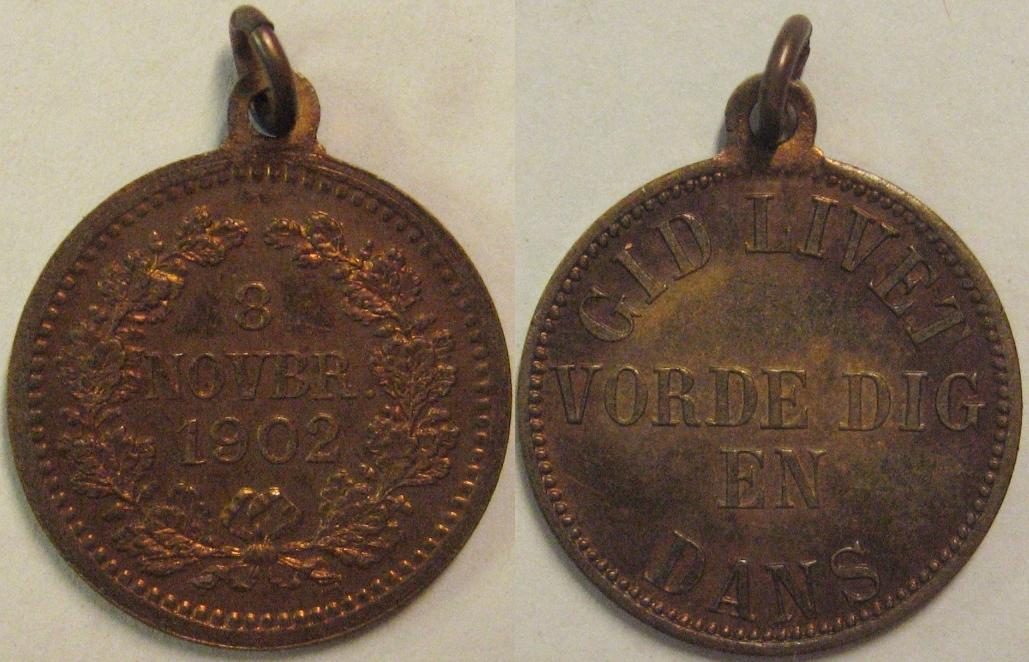 8
NOVBR.
1902
GID LIVET
VORDE DIG
EN
DANS